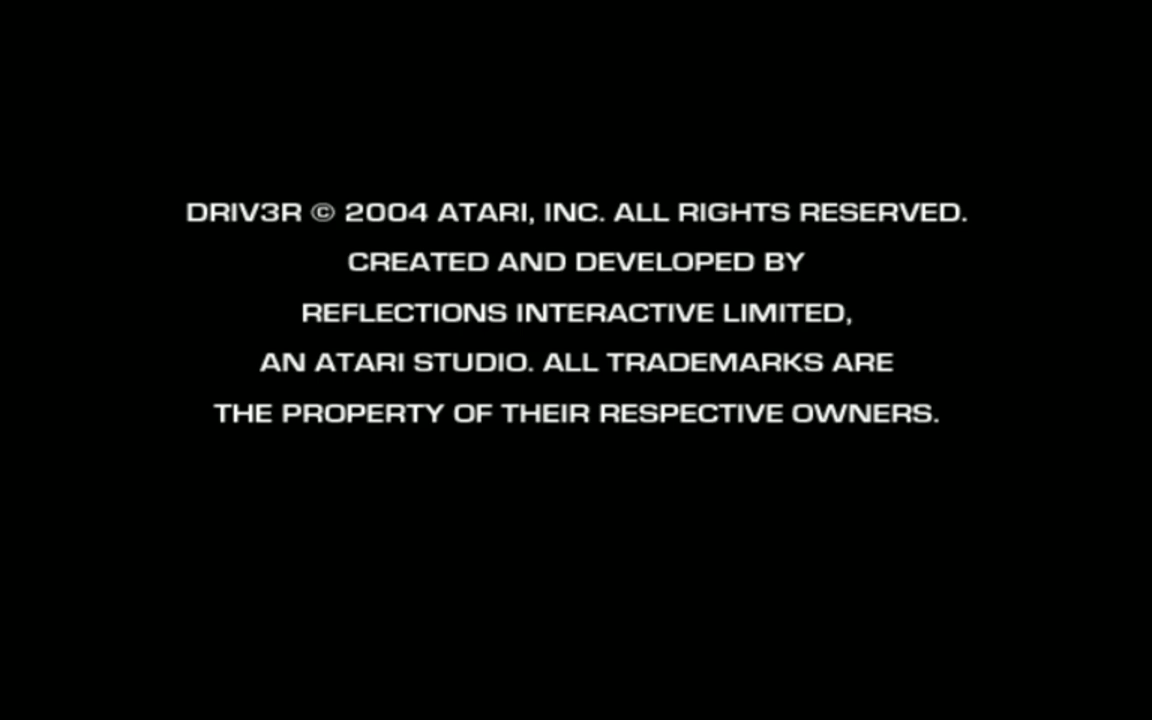 DRIV3R © 2004 ATARI, INC. ALL RIGHTS RESERVED.
CREATED AND DEVELOPED BY
REFLECTIONS INTERACTIVE LIMITED,
AN ATARI STUDIO. ALL TRADEMARKS ARE
THE PROPERTY OF THEIR RESPECTIVE OWNERS.